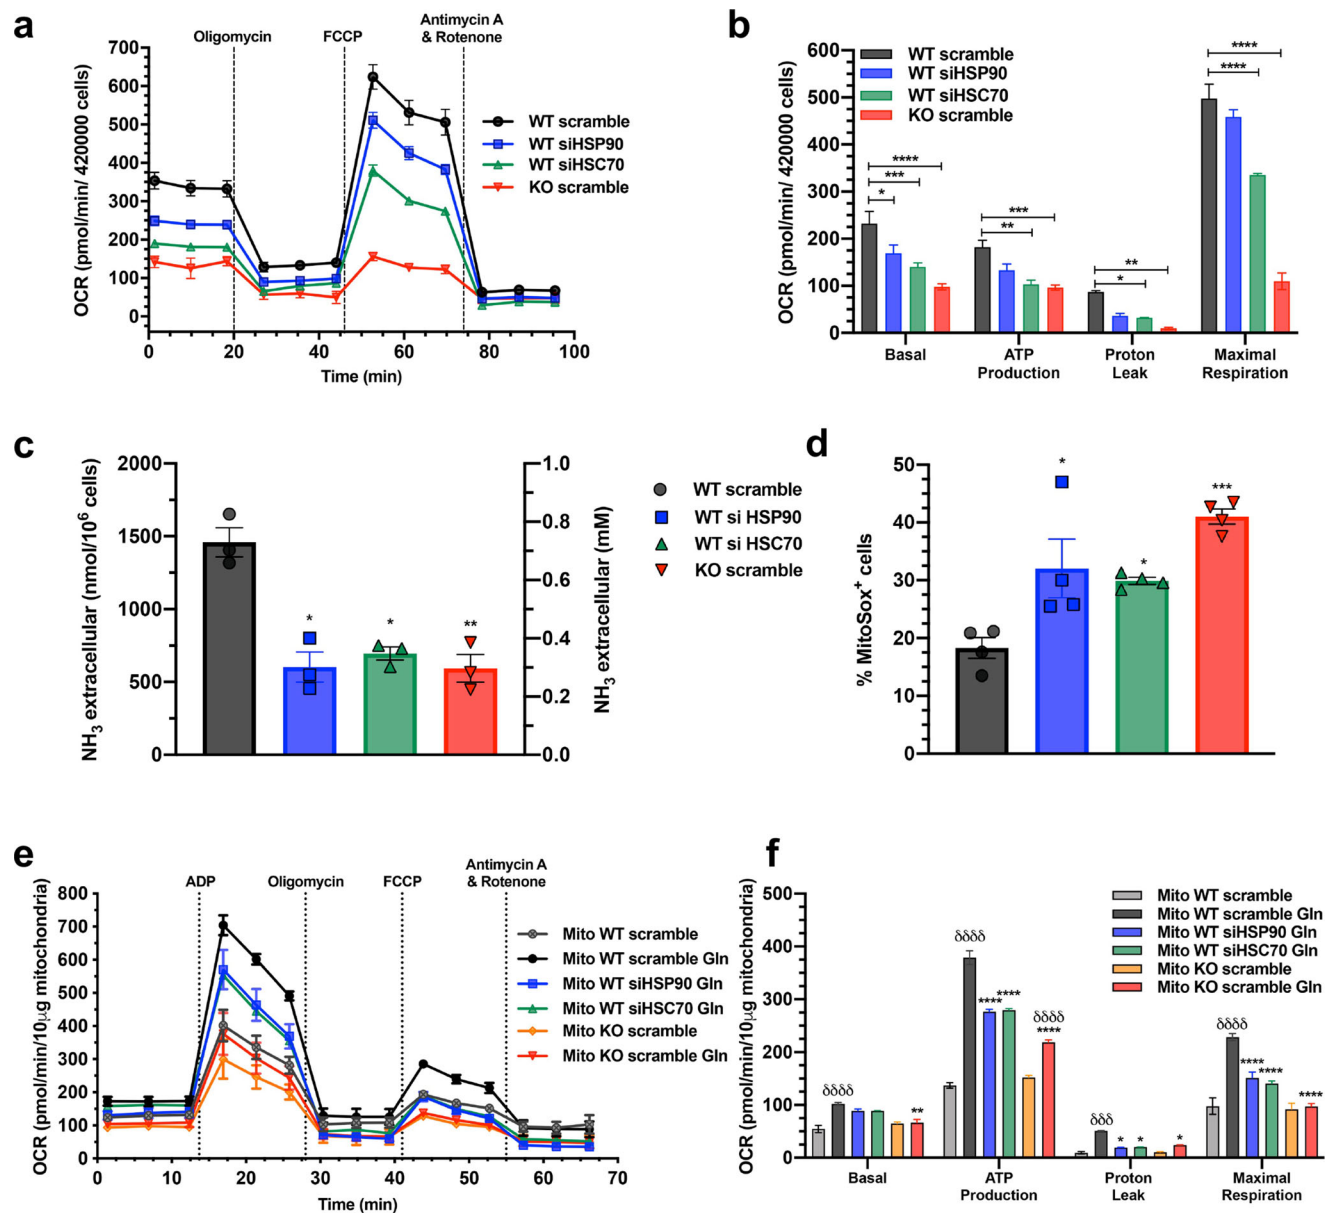 a
Oligomycin
FCCP
Antimycin A
& Rotenone
OCR (pmol/min/ 420000 cells)
700
600
500
400
300
200
100
0
0 20 40 60 80 100
Time (min)
WT scramble
WT siHSP90
WT siHSC70
KO scramble
b
OCR (pmol/min/ 420000 cells)
600
500
400
300
200
100
0
WT scramble
WT siHSP90
WT siHSC70
KO scramble
****
***
*
***
**
**
*
****
****
Basal
ATP
Production
Proton
Leak
Maximal
Respiration
c
NH3 extracellular (nmol/10⁶ cells)
2000
1500
1000
500
0
* * **
1.0
0.8
0.6
0.4
0.2
0.0
NH3 extracellular (mM)
WT scramble
WT si HSP90
WT si HSC70
KO scramble
d
% MitoSox⁺ cells
50
40
30
20
10
0
* * ***
e
ADP
Oligomycin
FCCP
Antimycin A
& Rotenone
OCR (pmol/min/10µg mitochondria)
800
700
600
500
400
300
200
100
0
0 10 20 30 40 50 60 70
Time (min)
Mito WT scramble
Mito WT scramble Gln
Mito WT siHSP90 Gln
Mito WT siHSC70 Gln
Mito KO scramble
Mito KO scramble Gln
f
OCR (pmol/min/10µg mitochondria)
500
400
300
200
100
0
Mito WT scramble
Mito WT scramble Gln
Mito WT siHSP90 Gln
Mito WT siHSC70 Gln
Mito KO scramble
Mito KO scramble Gln
δδδδ **
δδδδ **** **** δδδδ
****
δδδ * * *
δδδδ **** **** ****
Basal
ATP
Production
Proton
Leak
Maximal
Respiration